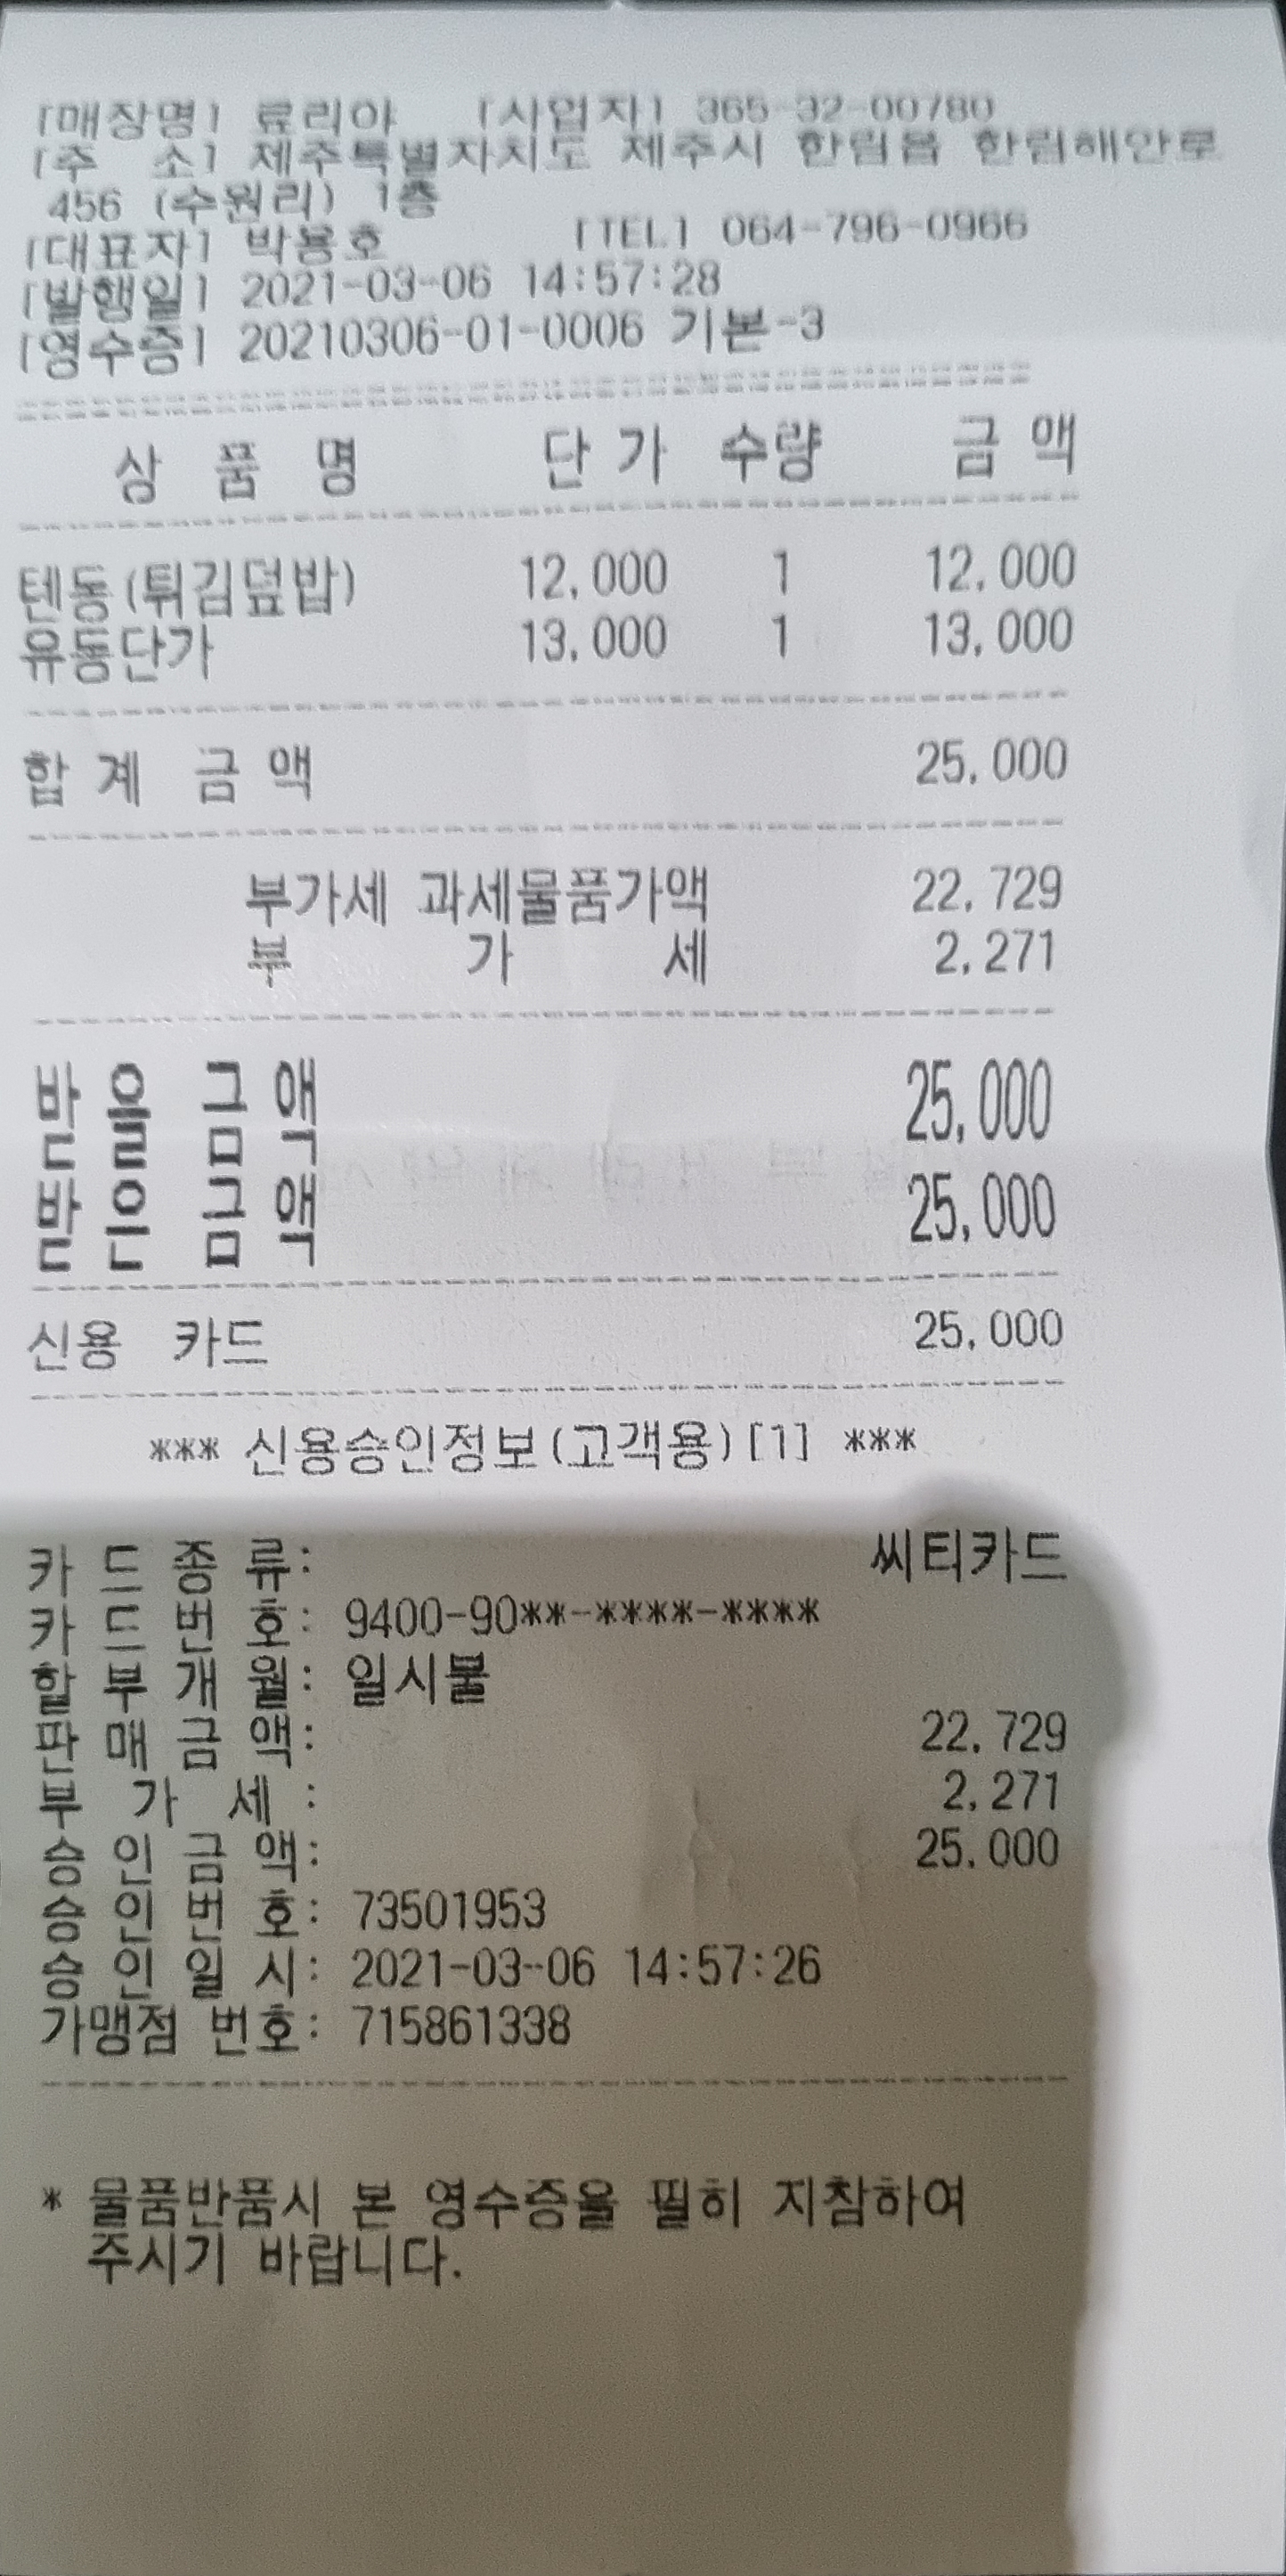 [매장명] 료리아 [사업자] 365-32-00780
[주 소] 제주특별자치도 제주시 한림읍 한림해안로
456 (수원리) 1층
[대표자] 박용호 [TEL] 064-796-0966
[발행일] 2021-03-06 14:57:28
[영수증] 20210306-01-0006 기본-3
상 품 명 단 가 수량 금 액
텐동(튀김덮밥) 12,000 1 12,000
유동단가 13,000 1 13,000
합 계 금 액 25,000
부가세 과세물품가액 22,729
부 가 세 2,271
받 을 금 액 25,000
받 은 금 액 25,000
신용 카드 25,000
*** 신용승인정보(고객용)[1] ***
카 드 종 류: 씨티카드
카 드 번 호: 9400-90**-****-****
할 부 개 월: 일시불
판 매 금 액: 22,729
부 가 세 : 2,271
승 인 금 액: 25,000
승 인 번 호: 73501953
승 인 일 시: 2021-03-06 14:57:26
가맹점 번호: 715861338
* 물품반품시 본 영수증을 필히 지참하여
주시기 바랍니다.